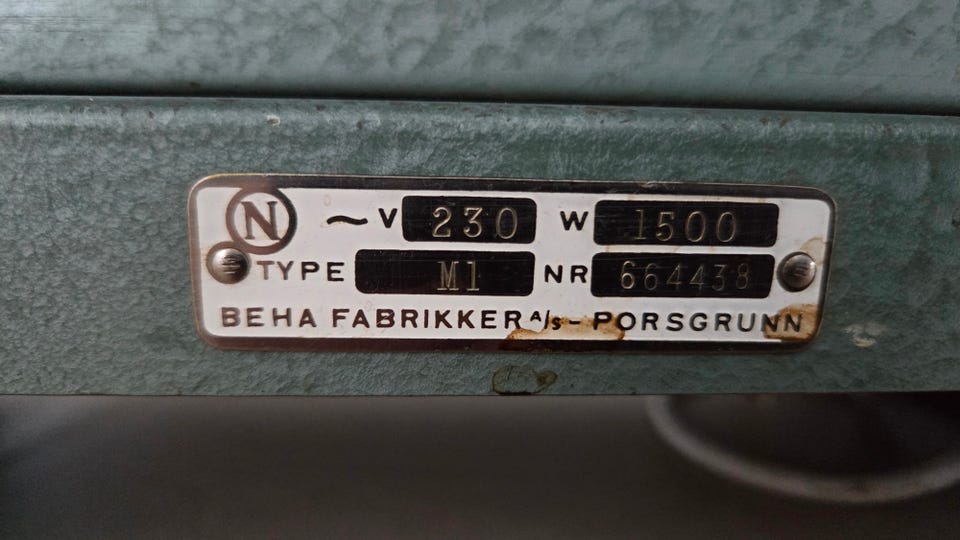 N ~ V 230 W 1500
TYPE M1 NR 664438
BEHA FABRIKKER A/S - PORSGRUNN